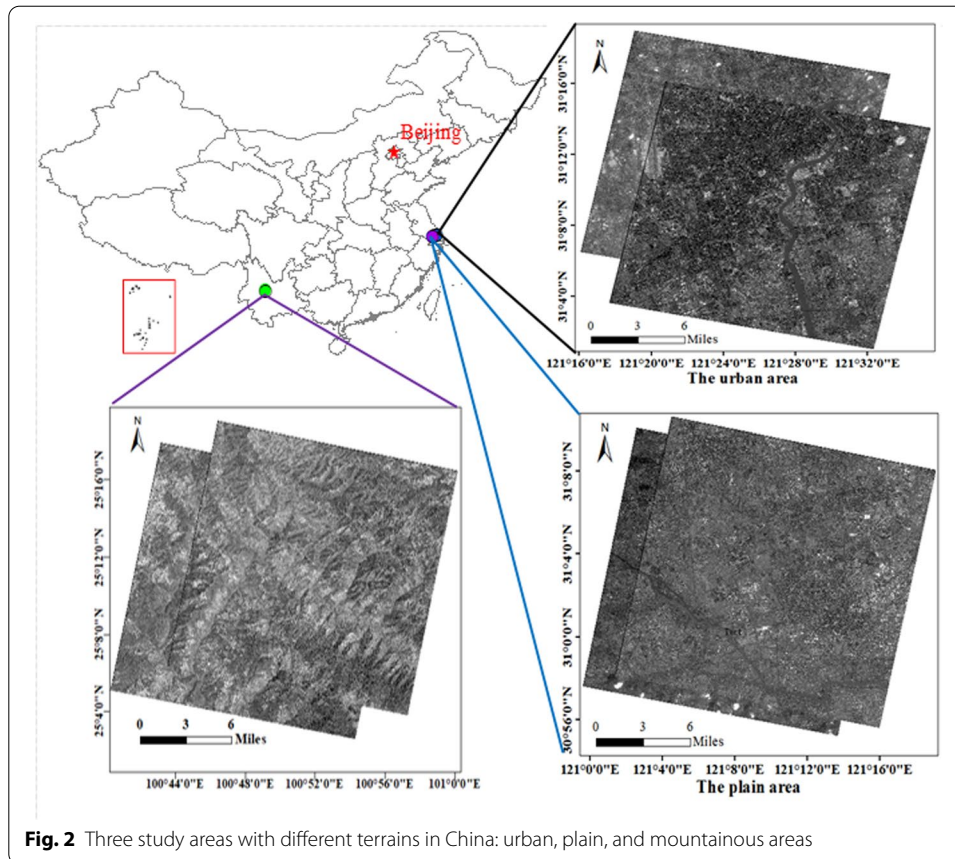 Beijing
N
31°16'0"N
31°12'0"N
31°8'0"N
31°4'0"N
0 3 6
Miles
121°16'0"E 121°20'0"E 121°24'0"E 121°28'0"E 121°32'0"E
The urban area
N
25°16'0"N
25°12'0"N
25°8'0"N
25°4'0"N
0 3 6
Miles
100°44'0"E 100°48'0"E 100°52'0"E 100°56'0"E 101°0'0"E
N
31°8'0"N
31°4'0"N
31°0'0"N
30°56'0"N
0 3 6
Miles
121°0'0"E 121°4'0"E 121°8'0"E 121°12'0"E 121°16'0"E
The plain area
Fig. 2 Three study areas with different terrains in China: urban, plain, and mountainous areas